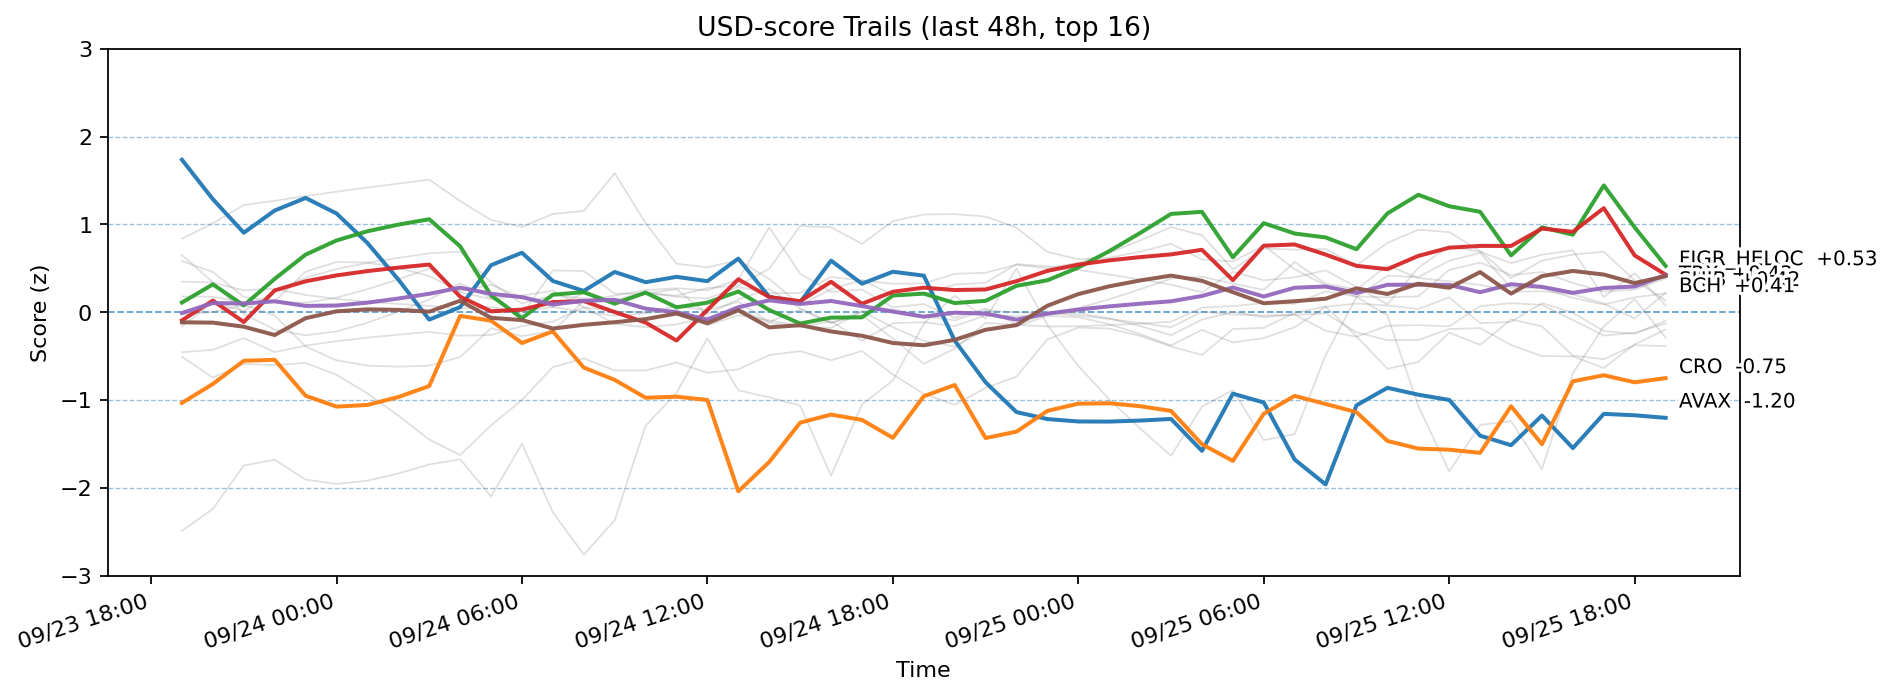 USD-score Trails (last 48h, top 16)
Score (z)
3
2
1
0
−1
−2
−3
FIGR_HELOC +0.53
BCH +0.41
CRO -0.75
AVAX -1.20
09/23 18:00
09/24 00:00
09/24 06:00
09/24 12:00
09/24 18:00
09/25 00:00
09/25 06:00
09/25 12:00
09/25 18:00
Time